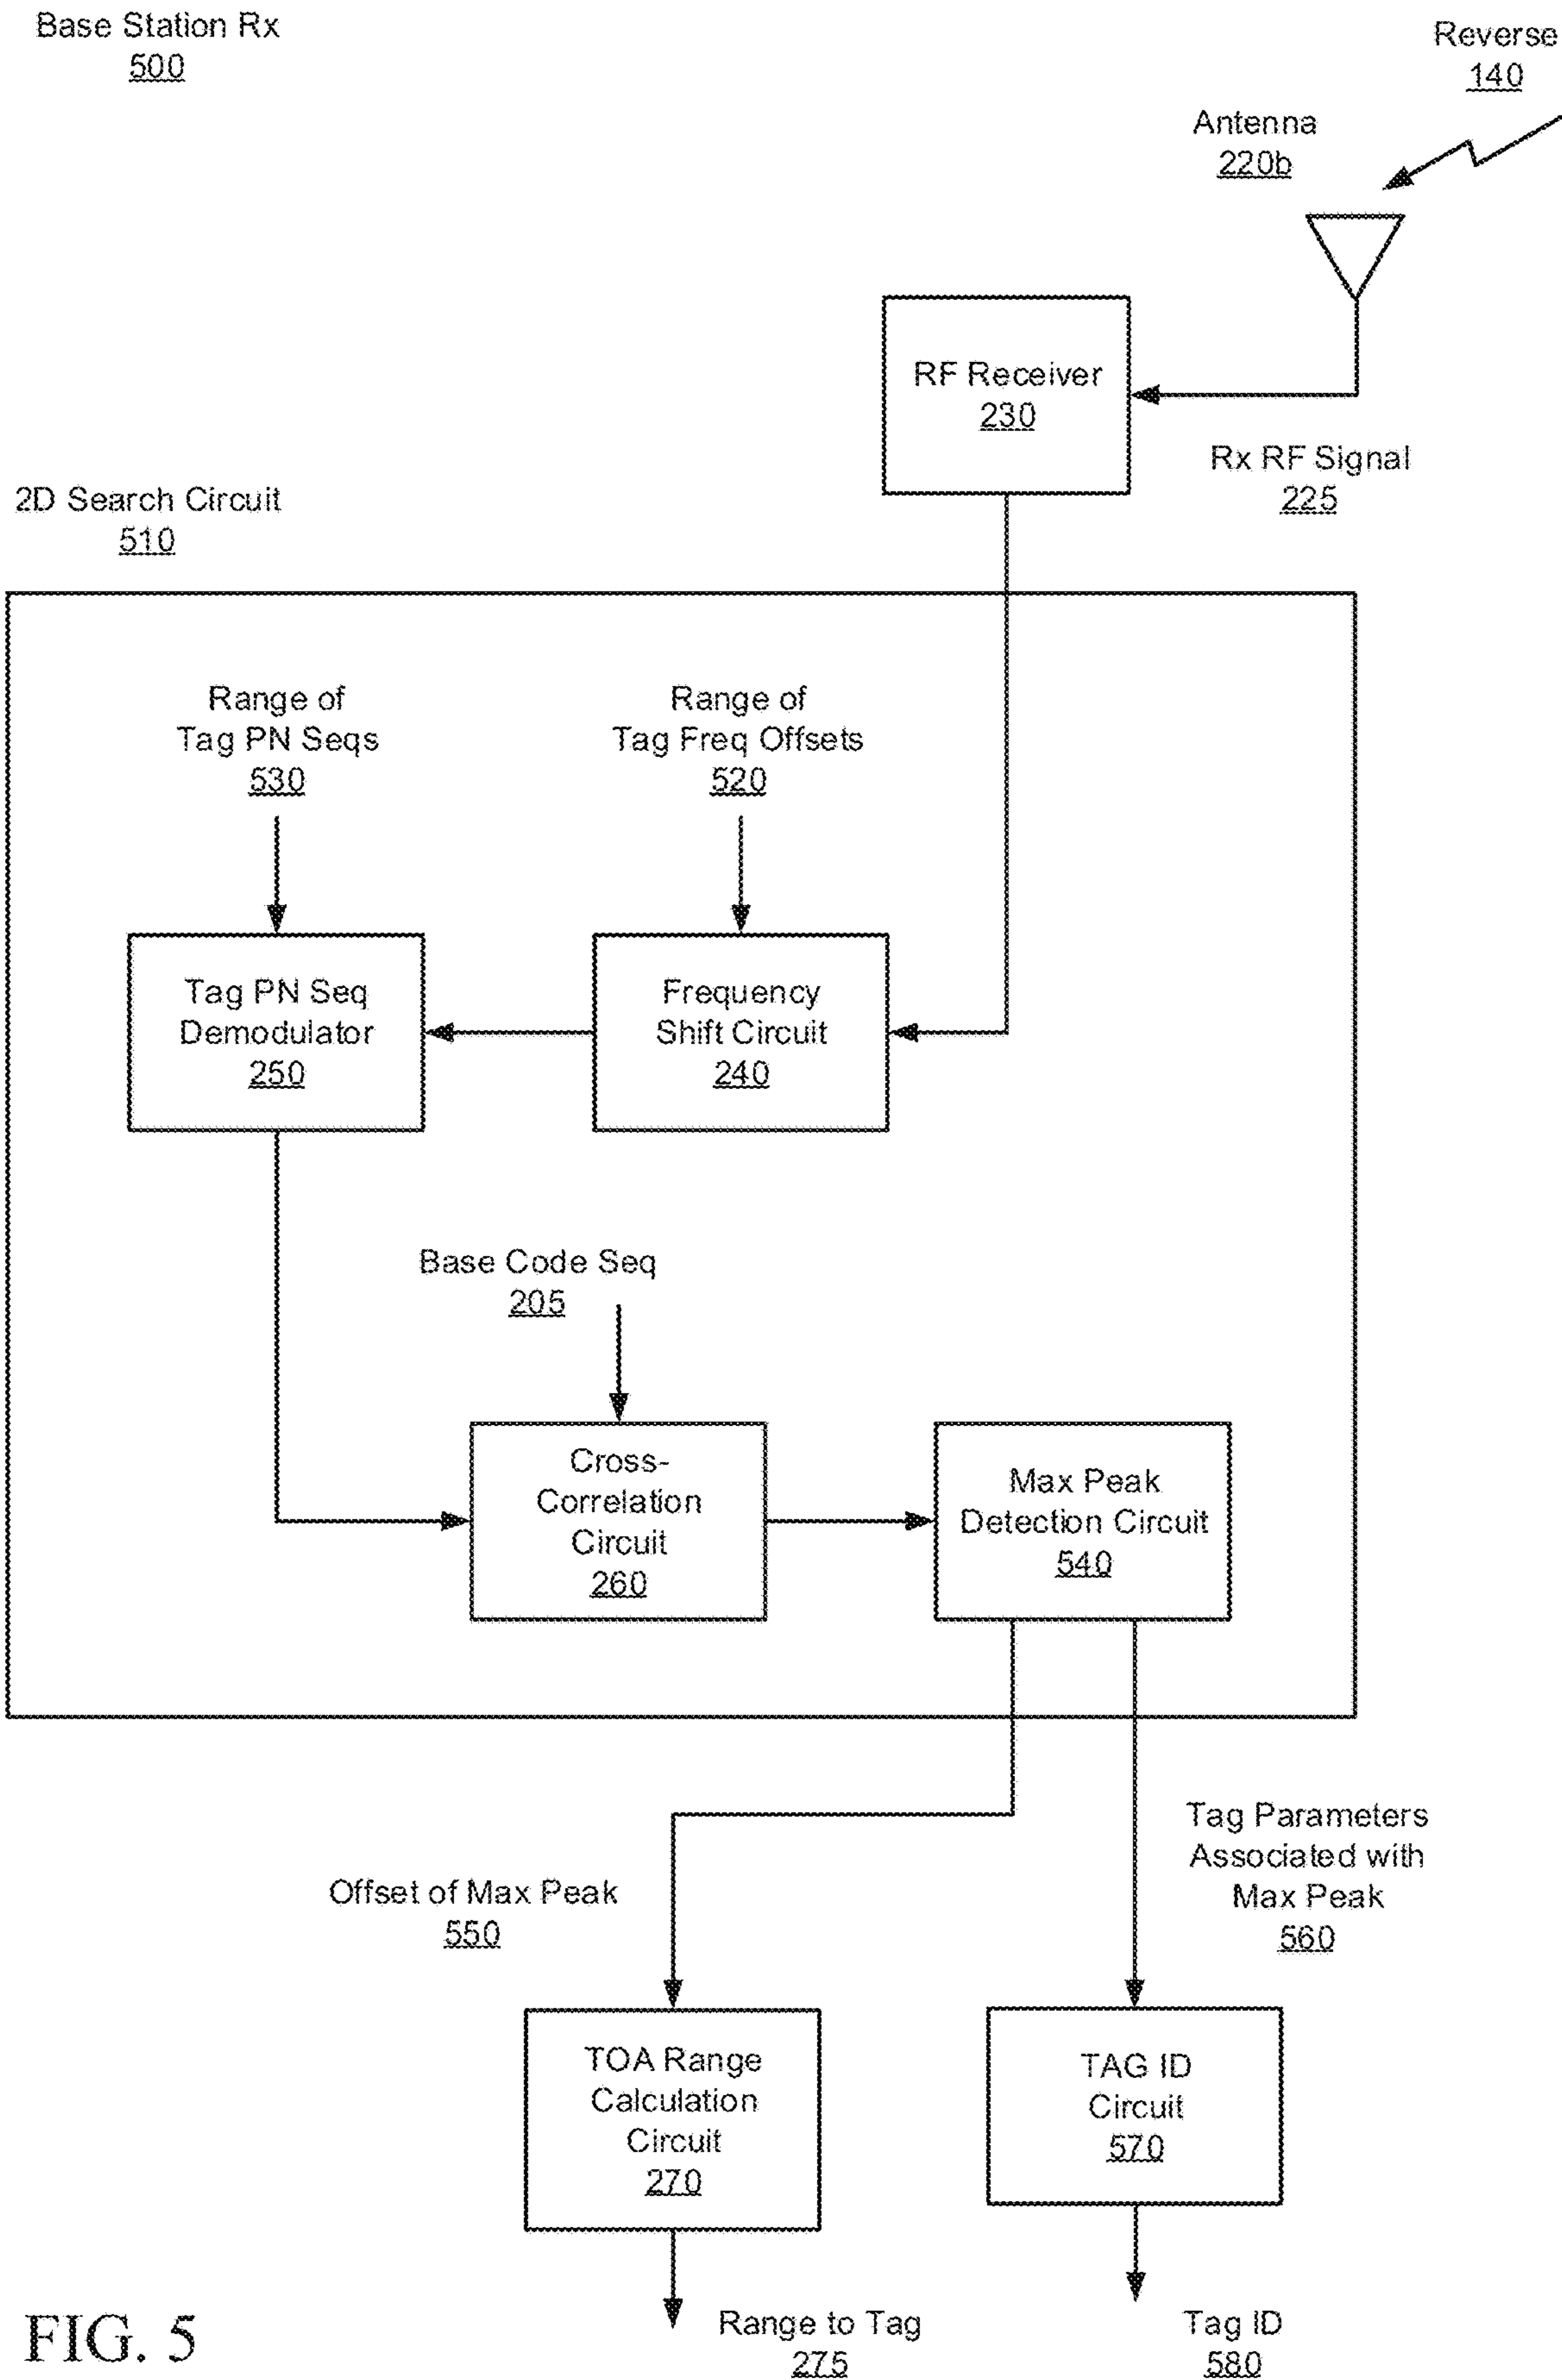 Base Station Rx
500
Reverse
140
Antenna
220b
RF Receiver
230
Rx RF Signal
225
2D Search Circuit
510
Range of
Tag PN Seqs
530
Range of
Tag Freq Offsets
520
Tag PN Seq
Demodulator
250
Frequency
Shift Circuit
240
Base Code Seq
205
Cross-
Correlation
Circuit
260
Max Peak
Detection Circuit
540
Tag Parameters
Associated with
Max Peak
560
Offset of Max Peak
550
TOA Range
Calculation
Circuit
270
TAG ID
Circuit
570
Range to Tag
275
Tag ID
580
FIG. 5